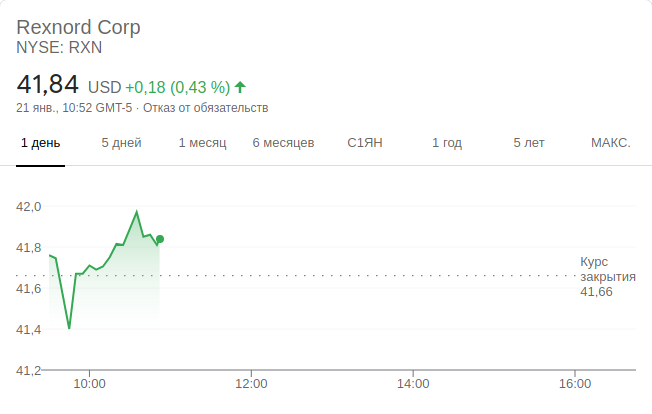 Rexnord Corp
NYSE: RXN
41,84 USD +0,18 (0,43 %)
21 янв., 10:52 GMT-5 · Отказ от обязательств
1 день 5 дней 1 месяц 6 месяцев С1ЯН 1 год 5 лет МАКС.
42,0
41,8
41,6
41,4
41,2
Курс
закрытия
41,66
10:00 12:00 14:00 16:00